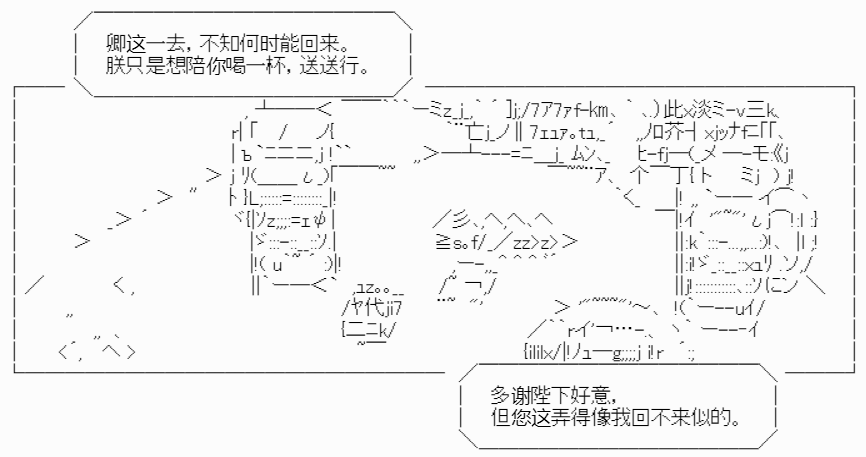 卿这一去，不知何时能回来。
朕只是想陪你喝一杯，送送行。
多谢陛下好意，
但您这弄得像我回不来似的。